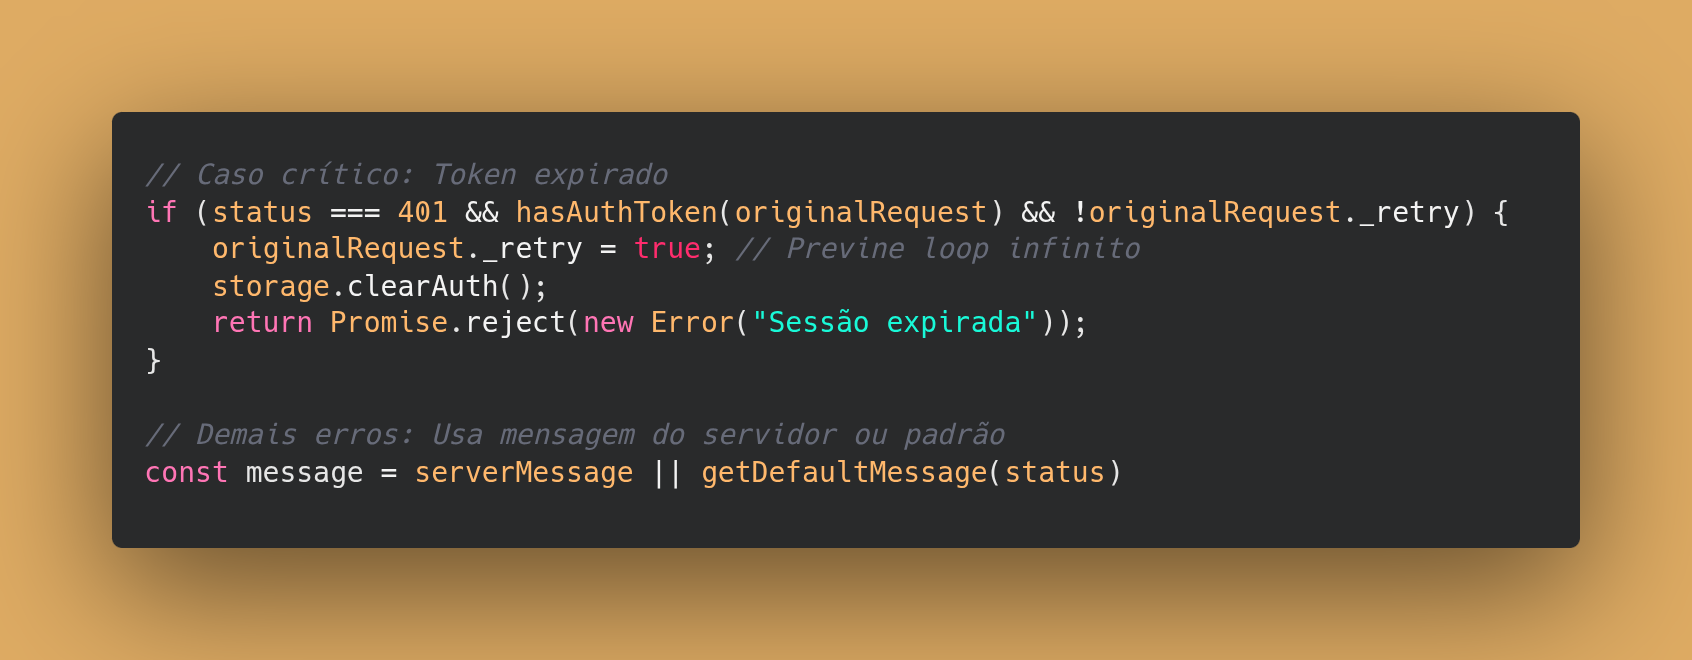 // Caso crítico: Token expirado
if (status === 401 && hasAuthToken(originalRequest) && !originalRequest._retry) {
    originalRequest._retry = true; // Previne loop infinito
    storage.clearAuth();
    return Promise.reject(new Error("Sessão expirada"));
}
// Demais erros: Usa mensagem do servidor ou padrão
const message = serverMessage || getDefaultMessage(status)